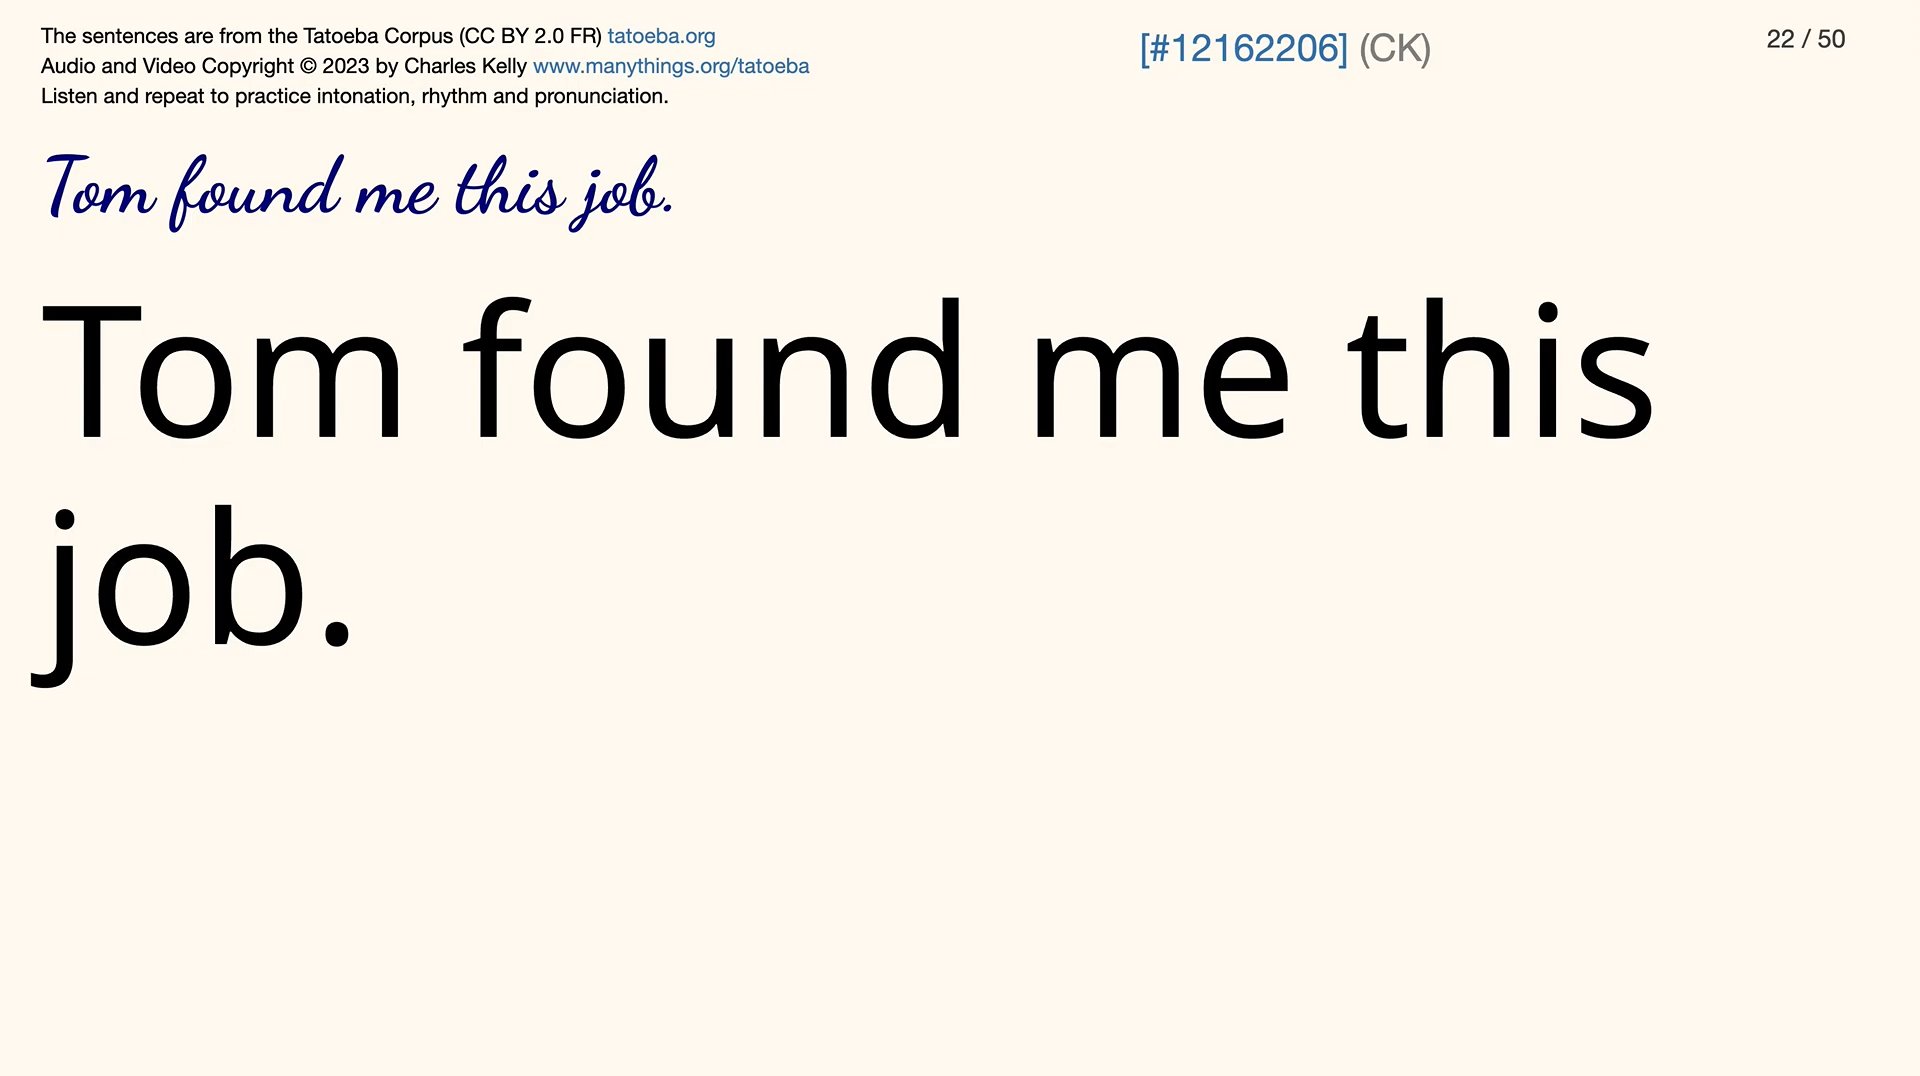 The sentences are from the Tatoeba Corpus (CC BY 2.0 FR) tatoeba.org
Audio and Video Copyright © 2023 by Charles Kelly www.manythings.org/tatoeba
Listen and repeat to practice intonation, rhythm and pronunciation.
[#12162206] (CK)
22 / 50
Tom found me this job.
Tom found me this
job.